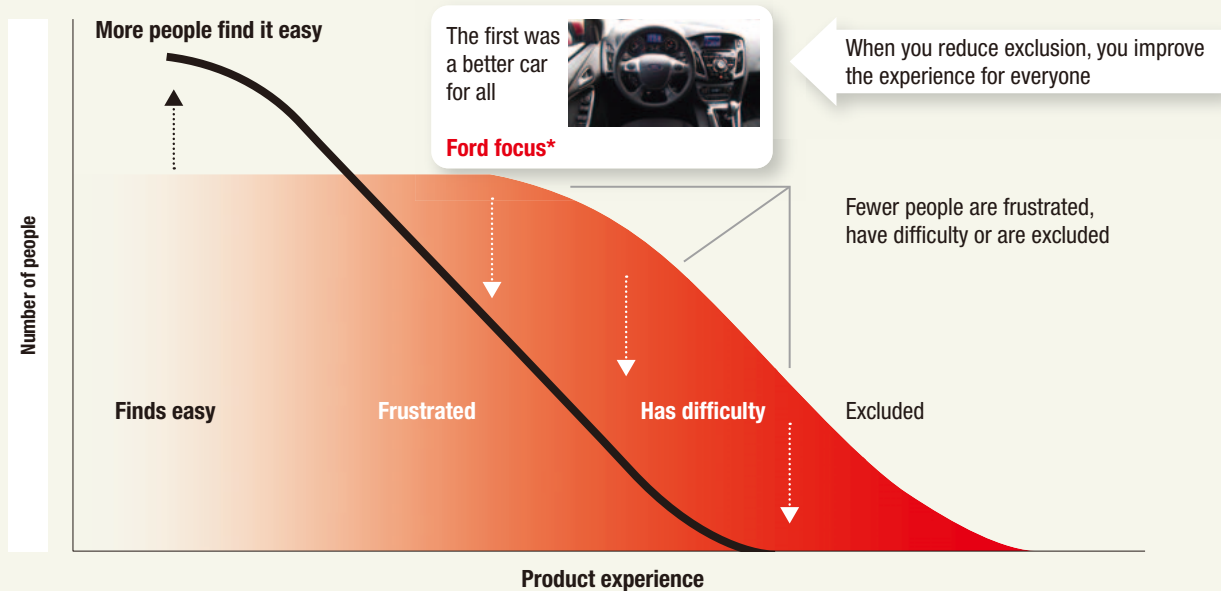 More people find it easy
The first was
a better car
for all
Ford focus*
When you reduce exclusion, you improve
the experience for everyone
Fewer people are frustrated,
have difficulty or are excluded
Number of people
Finds easy
Frustrated
Has difficulty
Excluded
Product experience